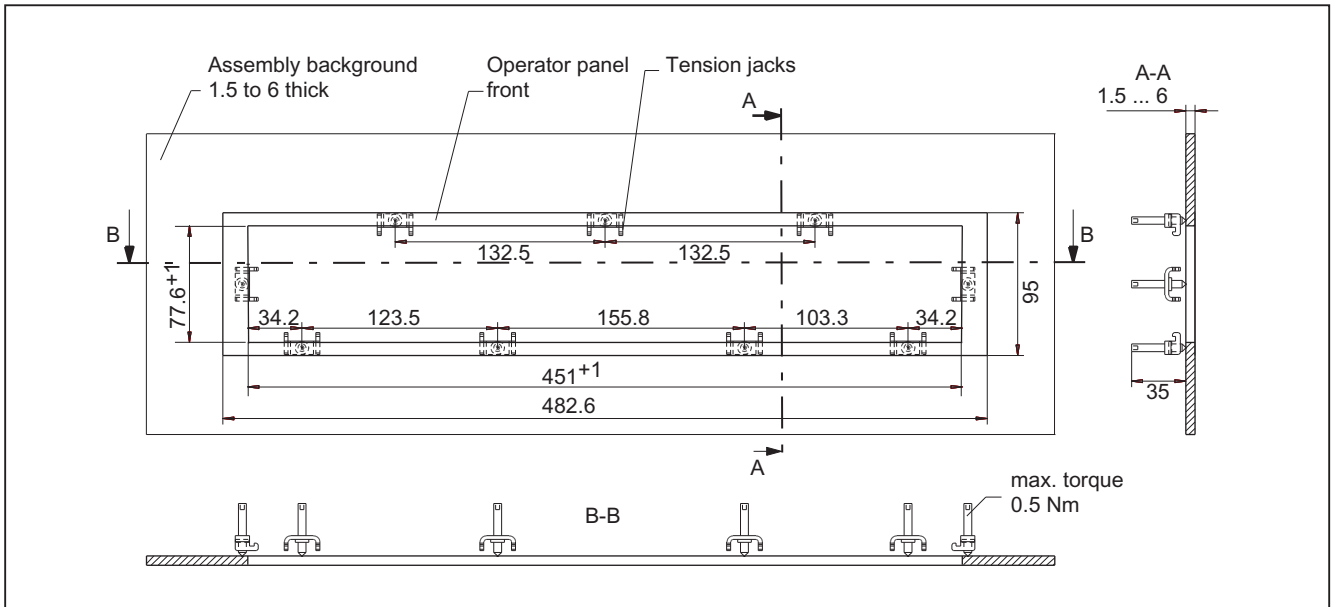 Assembly background
1.5 to 6 thick
Operator panel
front
Tension jacks
A
A-A
1.5 ... 6
B
B
132.5
132.5
77.6+1
95
34.2
123.5
155.8
103.3
34.2
451+1
482.6
35
A
max. torque
0.5 Nm
B-B